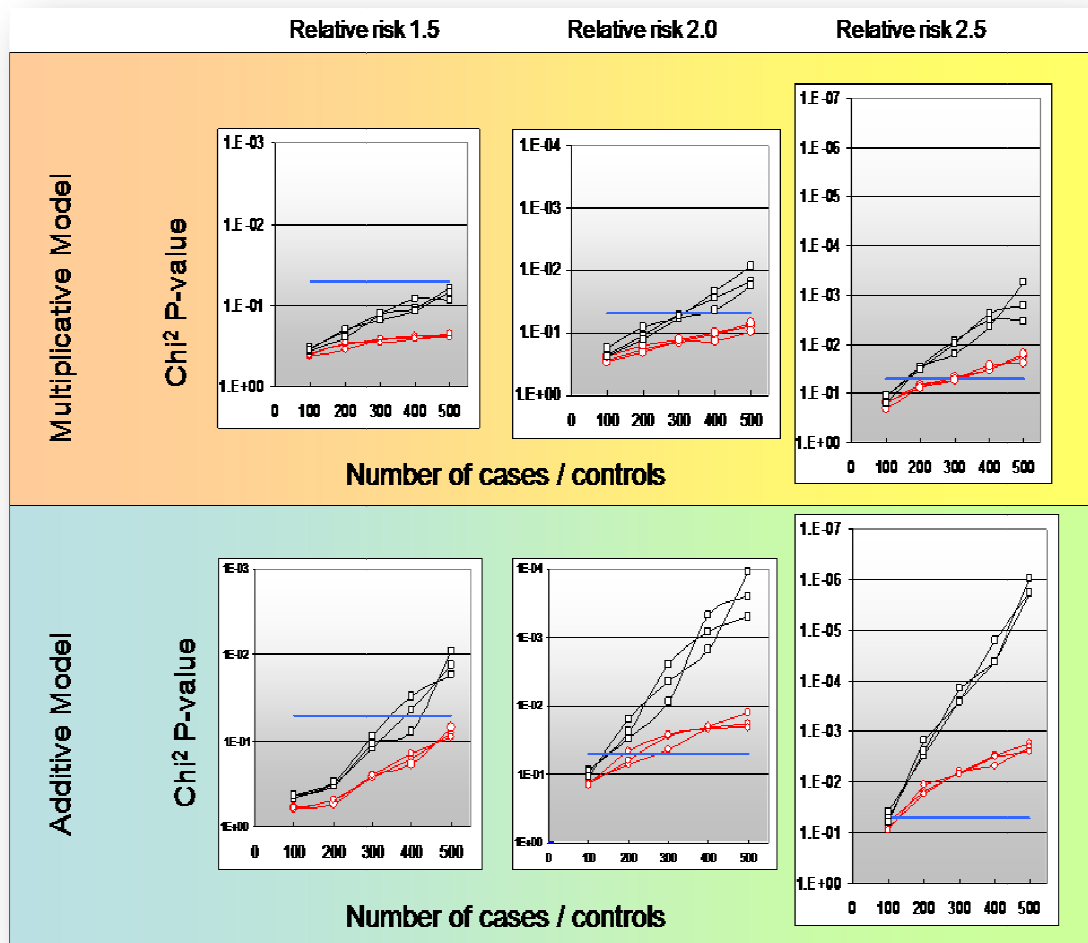 Relative risk 1.5 Relative risk 2.0 Relative risk 2.5
Multiplicative Model
Chi² P-value
1.E-03
1.E-02
1.E-01
1.E+00
0 100 200 300 400 500
1.E-04
1.E-03
1.E-02
1.E-01
1.E+00
0 100 200 300 400 500
1.E-07
1.E-06
1.E-05
1.E-04
1.E-03
1.E-02
1.E-01
1.E+00
0 100 200 300 400 500
Number of cases / controls
Additive Model
Chi² P-value
1E-03
1E-02
1E-01
1E+00
0 100 200 300 400 500
1E-04
1E-03
1E-02
1E-01
1E+00
0 100 200 300 400 500
1.E-07
1.E-06
1.E-05
1.E-04
1.E-03
1.E-02
1.E-01
1.E+00
0 100 200 300 400 500
Number of cases / controls